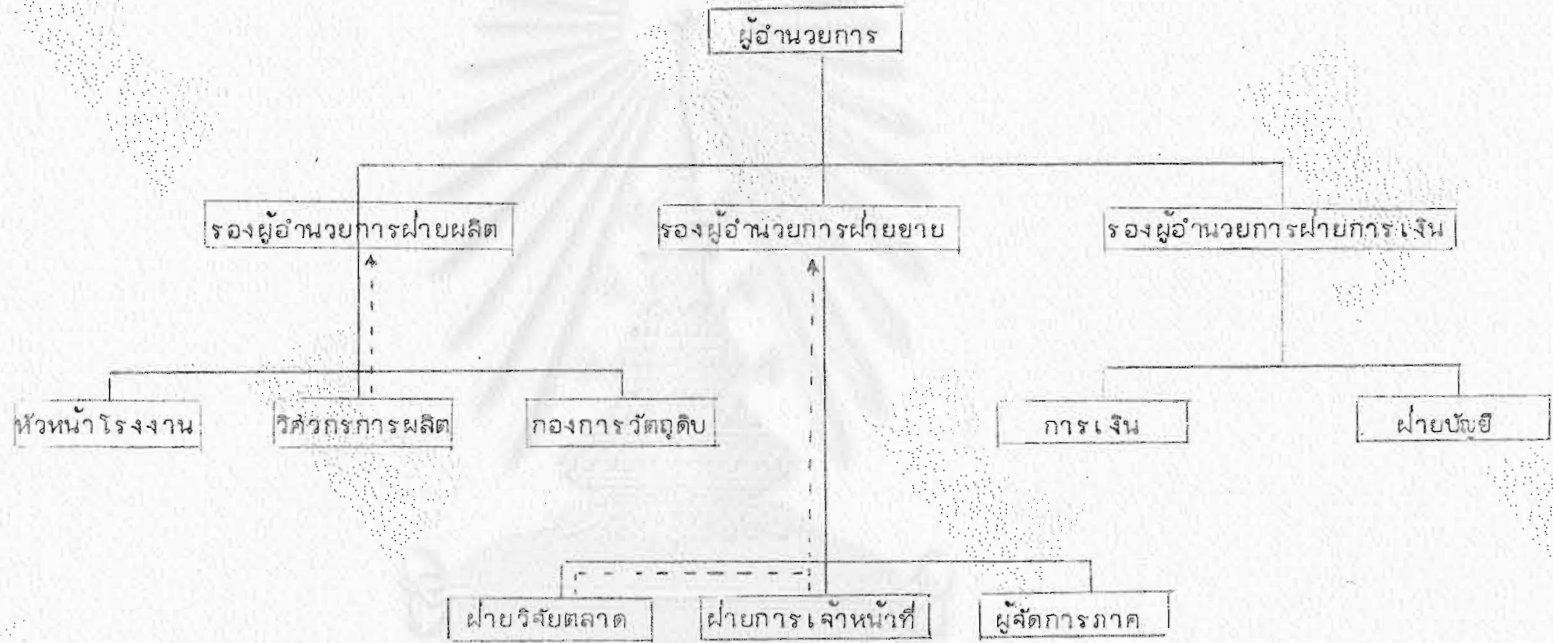 ผู้อำนวยการ
รองผู้อำนวยการฝ่ายผลิต
รองผู้อำนวยการฝ่ายขาย
รองผู้อำนวยการฝ่ายการเงิน
หัวหน้าโรงงาน
วิศวกรการผลิต
กองการวัตถุดิบ
การเงิน
ฝ่ายบัญชี
ฝ่ายวิจัยตลาด
ฝ่ายการเจ้าหน้าที่
ผู้จัดการภาค